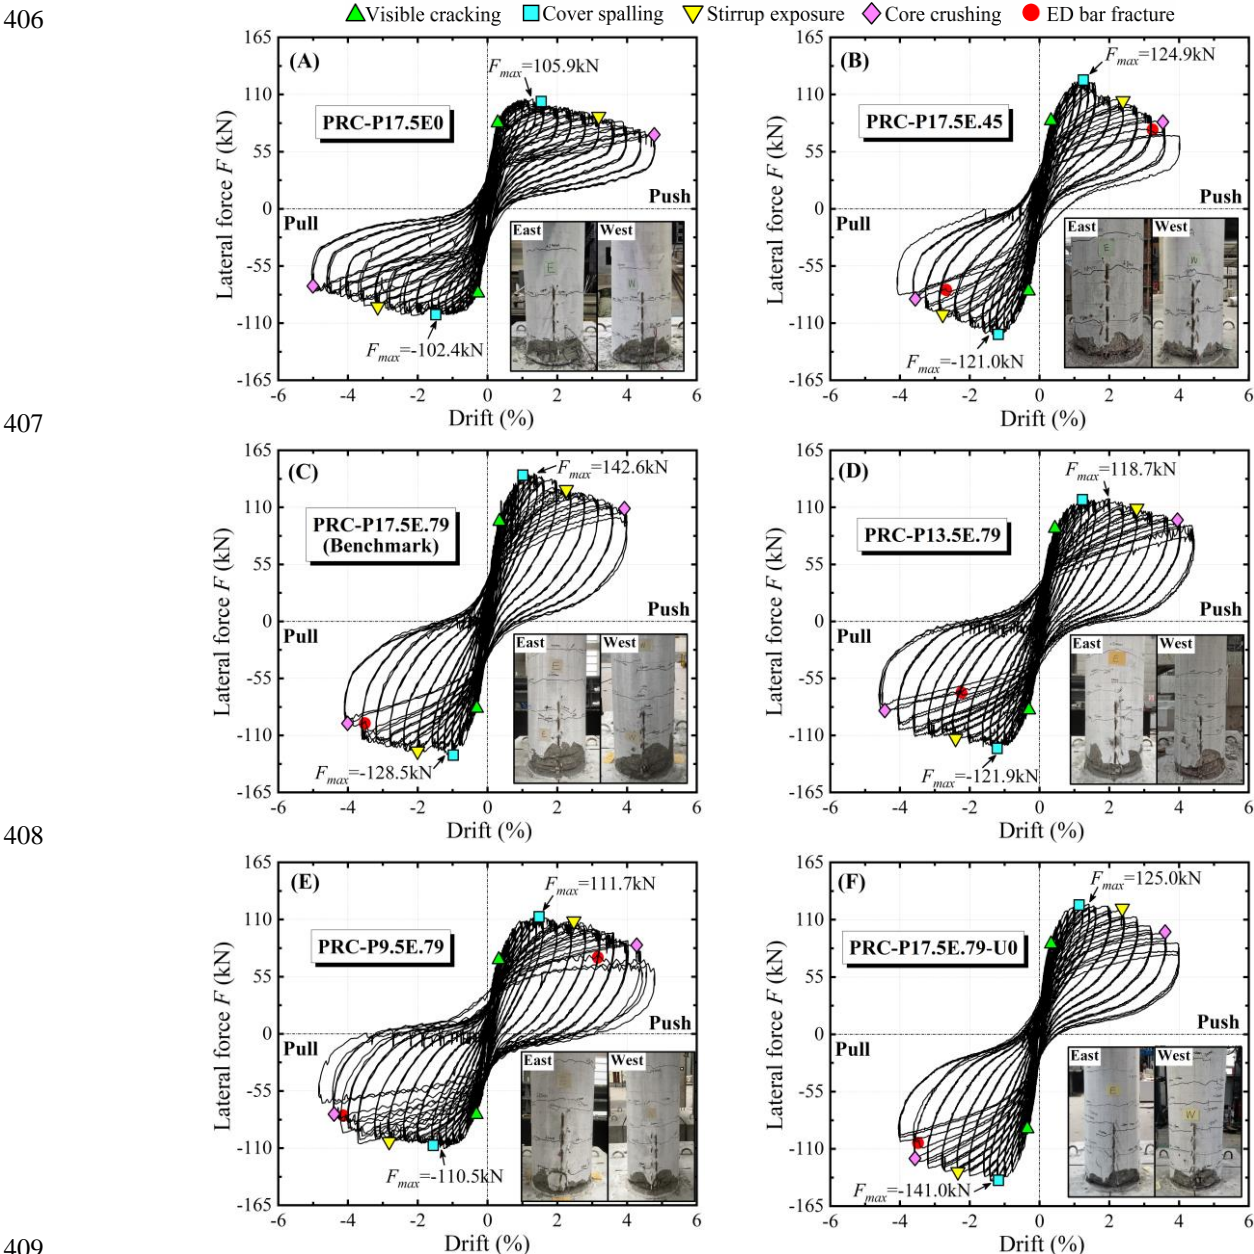 406
Visible cracking Cover spalling Stirrup exposure Core crushing ED bar fracture
165
110
55
0
-55
-110
-165
Lateral force F (kN)
(A)
Fmax=105.9kN
PRC-P17.5E0
Push
Pull
East
West
E
W
Fmax=-102.4kN
-6 -4 -2 0 2 4 6
Drift (%)
165
110
55
0
-55
-110
-165
Lateral force F (kN)
(B)
Fmax=124.9kN
PRC-P17.5E.45
Push
Pull
East
West
E
W
Fmax=-121.0kN
-6 -4 -2 0 2 4 6
Drift (%)
407
165
110
55
0
-55
-110
-165
Lateral force F (kN)
(C)
Fmax=142.6kN
PRC-P17.5E.79
(Benchmark)
Push
Pull
East
West
E
Fmax=-128.5kN
-6 -4 -2 0 2 4 6
Drift (%)
165
110
55
0
-55
-110
-165
Lateral force F (kN)
(D)
Fmax=118.7kN
PRC-P13.5E.79
Push
Pull
East
West
E
Fmax=-121.9kN
-6 -4 -2 0 2 4 6
Drift (%)
408
165
110
55
0
-55
-110
-165
Lateral force F (kN)
(E)
Fmax=111.7kN
PRC-P9.5E.79
Push
Pull
East
West
Fmax=-110.5kN
-6 -4 -2 0 2 4 6
Drift (%)
165
110
55
0
-55
-110
-165
Lateral force F (kN)
(F)
Fmax=125.0kN
PRC-P17.5E.79-U0
Push
Pull
East
West
E
W
Fmax=-141.0kN
-6 -4 -2 0 2 4 6
Drift (%)
409